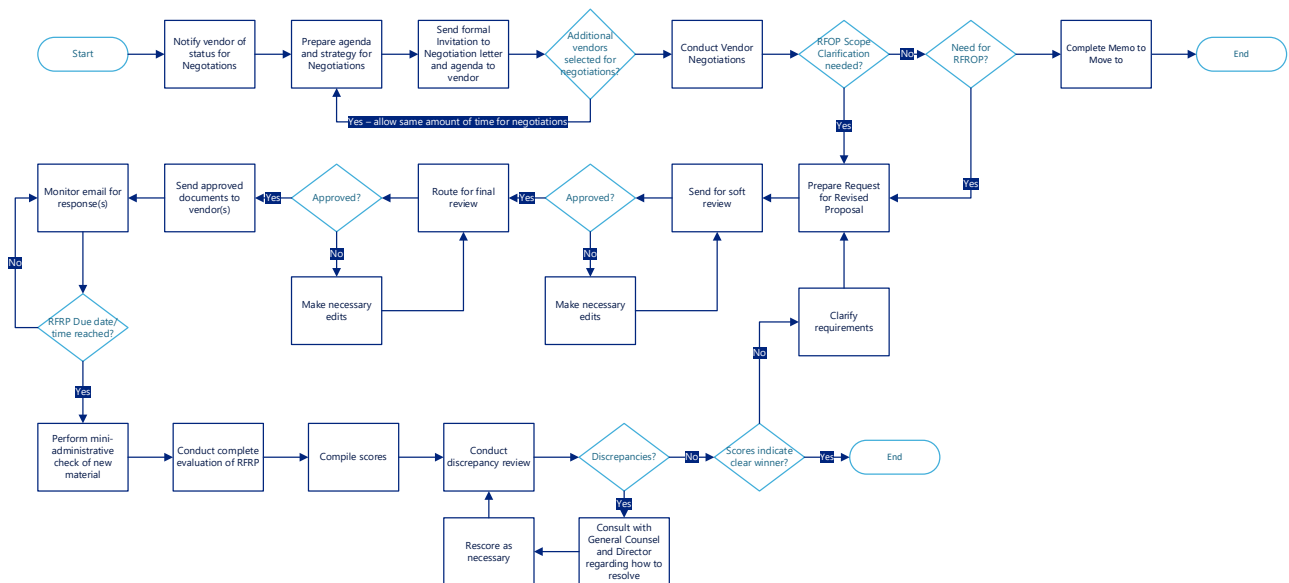 Start
Notify vendor of
status for
Negotations
Prepare agenda
and strategy for
Negotiations
Send formal
Invitation to
Negotiation letter
and agenda to
vendor
Additional
vendors
selected for
negotiations?
Conduct Vendor
Negotiations
RFOP Scope
Clarification
needed?
No
Need for
RFROP?
Complete Memo to
Move to
End
Yes – allow same amount of time for negotiations
Yes
Yes
Monitor email for
response(s)
Send approved
documents to
vendor(s)
Yes
Approved?
Route for final
review
Yes
Approved?
Send for soft
review
Prepare Request
for Revised
Proposal
No
No
No
Make necessary
edits
Make necessary
edits
Clarify
requirements
RFRP Due date/
time reached?
No
Yes
Perform mini-
administrative
check of new
material
Conduct complete
evaluation of RFRP
Compile scores
Conduct
discrepancy review
Discrepancies?
No
Scores indicate
clear winner?
Yes
End
Yes
Rescore as
necessary
Consult with
General Counsel
and Director
regarding how to
resolve